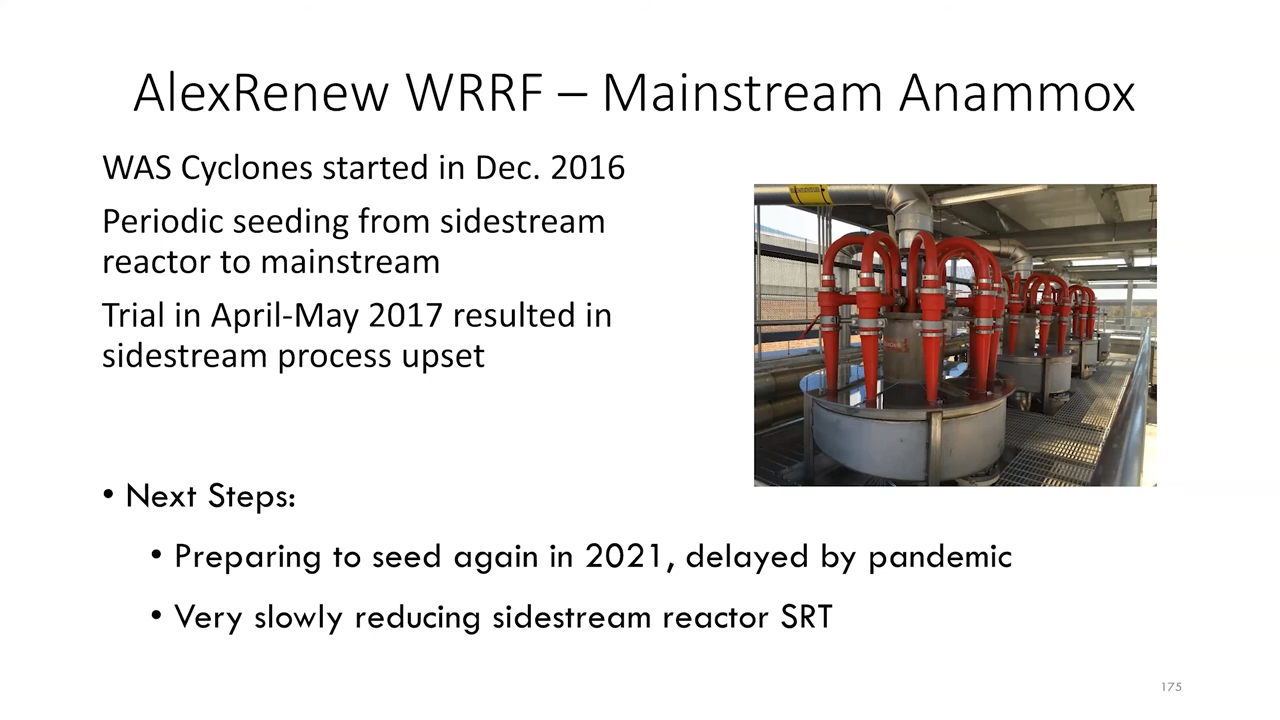 AlexRenew WRRF – Mainstream Anammox
WAS Cyclones started in Dec. 2016
Periodic seeding from sidestream
reactor to mainstream
Trial in April-May 2017 resulted in
sidestream process upset
• Next Steps:
• Preparing to seed again in 2021, delayed by pandemic
• Very slowly reducing sidestream reactor SRT
175